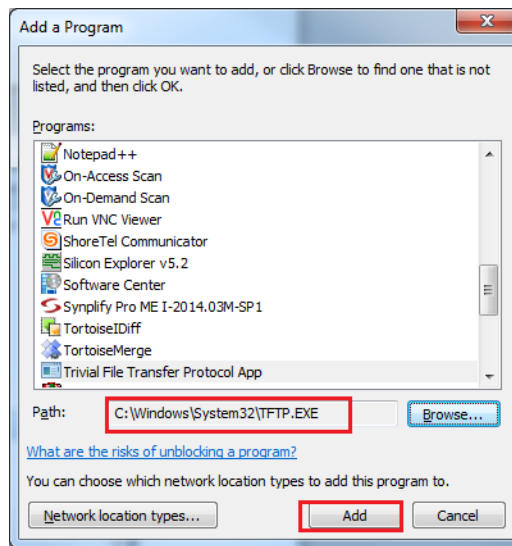 Add a Program
Select the program you want to add, or click Browse to find one that is not
listed, and then click OK.
Programs:
Notepad++
On-Access Scan
On-Demand Scan
Run VNC Viewer
ShoreTel Communicator
Silicon Explorer v5.2
Software Center
Synplify Pro ME I-2014.03M-SP1
TortoiseIDiff
TortoiseMerge
Trivial File Transfer Protocol App
Path: C:\Windows\System32\TFTP.EXE Browse...
What are the risks of unblocking a program?
You can choose which network location types to add this program to.
Network location types... Add Cancel